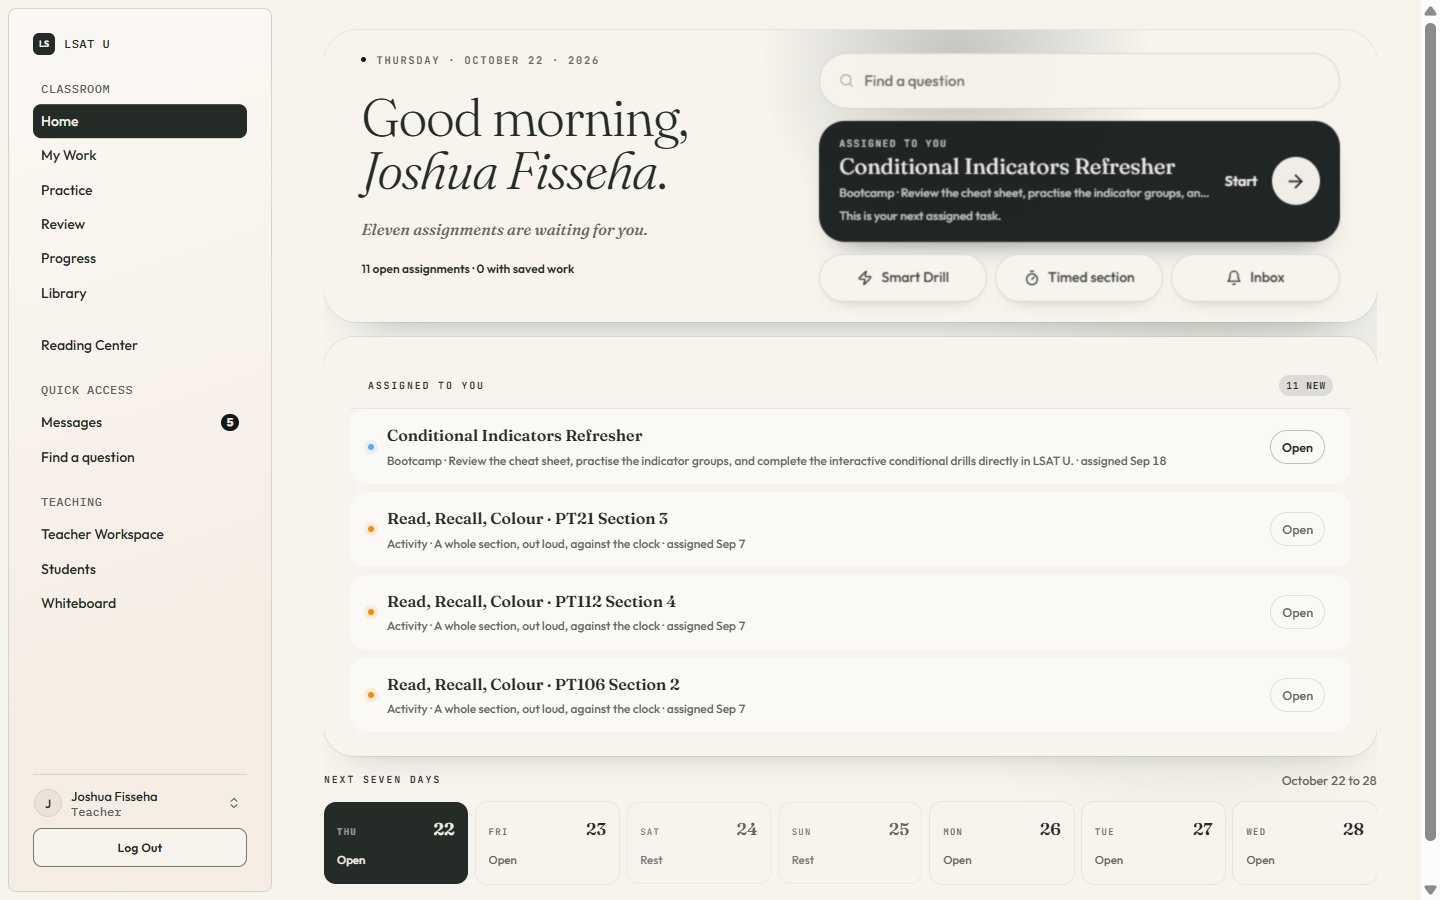 LS LSAT U
CLASSROOM
Home
My Work
Practice
Review
Progress
Library
Reading Center
QUICK ACCESS
Messages 5
Find a question
TEACHING
Teacher Workspace
Students
Whiteboard
J Joshua Fisseha
Teacher
Log Out
THURSDAY · OCTOBER 22 · 2026
Good morning,
Joshua Fisseha.
Eleven assignments are waiting for you.
11 open assignments · 0 with saved work
Find a question
ASSIGNED TO YOU
Conditional Indicators Refresher
Bootcamp · Review the cheat sheet, practise the indicator groups, an...
This is your next assigned task.
Start
Smart Drill
Timed section
Inbox
ASSIGNED TO YOU
11 NEW
Conditional Indicators Refresher
Bootcamp · Review the cheat sheet, practise the indicator groups, and complete the interactive conditional drills directly in LSAT U. · assigned Sep 18
Open
Read, Recall, Colour · PT21 Section 3
Activity · A whole section, out loud, against the clock · assigned Sep 7
Open
Read, Recall, Colour · PT112 Section 4
Activity · A whole section, out loud, against the clock · assigned Sep 7
Open
Read, Recall, Colour · PT106 Section 2
Activity · A whole section, out loud, against the clock · assigned Sep 7
Open
NEXT SEVEN DAYS
October 22 to 28
THU 22
Open
FRI 23
Open
SAT 24
Rest
SUN 25
Rest
MON 26
Open
TUE 27
Open
WED 28
Open